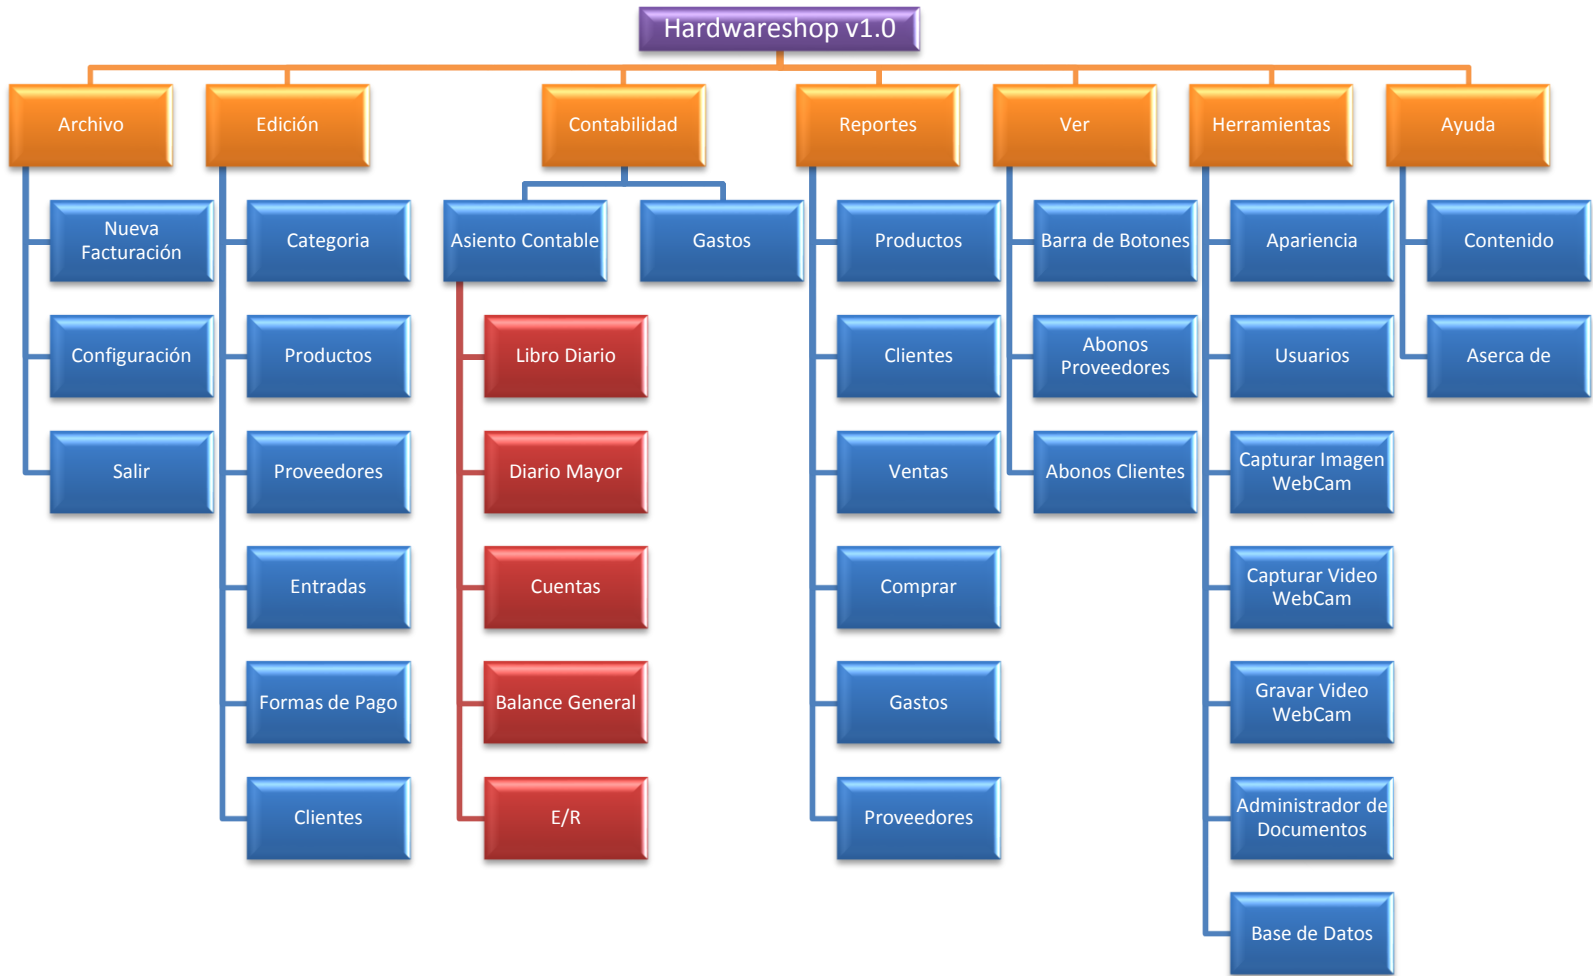 Hardwareshop v1.0
Archivo
Edición
Contabilidad
Reportes
Ver
Herramientas
Ayuda
Nueva
Facturación
Configuración
Salir
Categoria
Productos
Proveedores
Entradas
Formas de Pago
Clientes
Asiento Contable
Gastos
Libro Diario
Diario Mayor
Cuentas
Balance General
E/R
Productos
Clientes
Ventas
Comprar
Gastos
Proveedores
Barra de Botones
Abonos
Proveedores
Abonos Clientes
Apariencia
Usuarios
Capturar Imagen
WebCam
Capturar Video
WebCam
Gravar Video
WebCam
Administrador de
Documentos
Base de Datos
Contenido
Aserca de